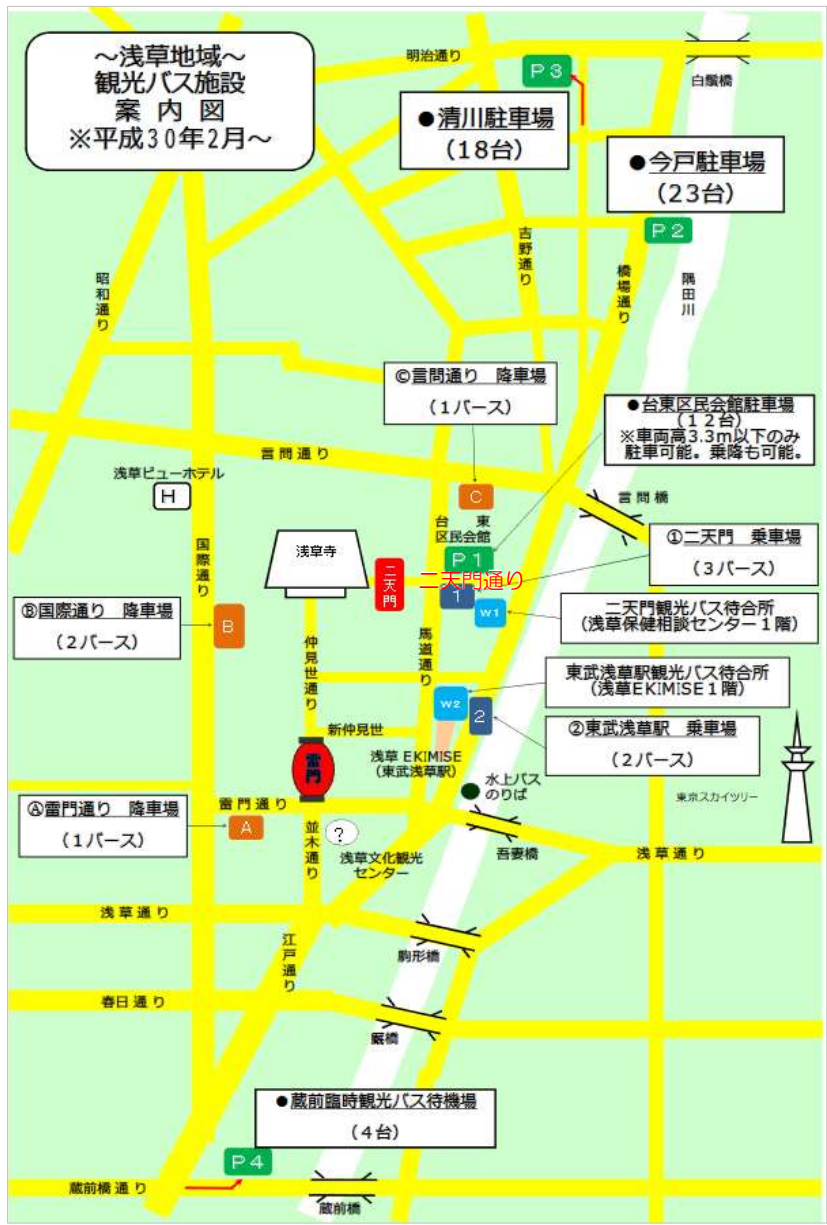 ～浅草地域～
観光バス施設
案内図
※平成30年2月～
明治通り
P3
白鬚橋
●清川駐車場
（18台）
●今戸駐車場
（23台）
P2
吉野通り
橋場通り
隅田川
昭和通り
©言問通り　降車場
（1バース）
●台東区民会館駐車場
（12台）
※車両高3.3m以下のみ
駐車可能。乗降も可能。
言問通り
浅草ビューホテル
H
C
言問橋
台東
区民会館
国際通り
浅草寺
P1
①二天門　乗車場
（3バース）
二天門
二天門通り
1
W1
二天門観光バス待合所
（浅草保健相談センター1階）
Ⓑ国際通り　降車場
（2バース）
B
仲見世通り
馬道通り
東武浅草駅観光バス待合所
（浅草EKIMISE1階）
W2
2
②東武浅草駅　乗車場
（2バース）
新仲見世
浅草 EKIMISE
（東武浅草駅）
雷門
水上バス
のりば
東京スカイツリー
Ⓐ雷門通り　降車場
（1バース）
雷門通り
A
並木通り
?
浅草文化観光
センター
吾妻橋
浅草通り
浅草通り
江戸通り
駒形橋
春日通り
厩橋
●蔵前臨時観光バス待機場
（4台）
P4
蔵前橋通り
蔵前橋